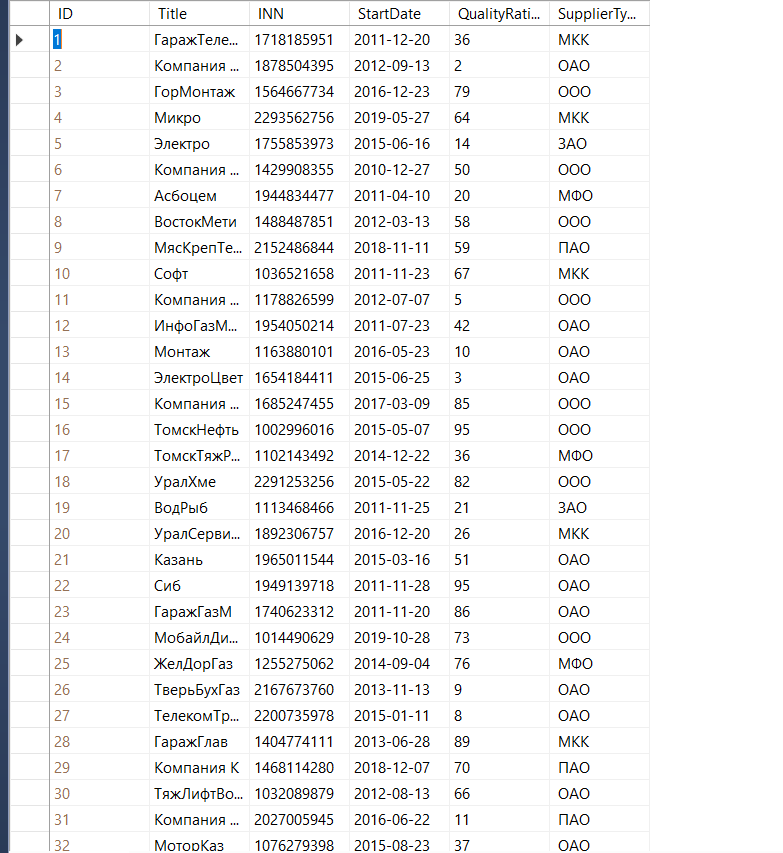 ID Title INN StartDate QualityRati... SupplierTy...
1 ГаражТеле... 1718185951 2011-12-20 36 МКК
2 Компания ... 1878504395 2012-09-13 2 ОАО
3 ГорМонтаж 1564667734 2016-12-23 79 ООО
4 Микро 2293562756 2019-05-27 64 МКК
5 Электро 1755853973 2015-06-16 14 ЗАО
6 Компания ... 1429908355 2010-12-27 50 ООО
7 Асбоцем 1944834477 2011-04-10 20 МФО
8 ВостокМети 1488487851 2012-03-13 58 ООО
9 МясКрепТе... 2152486844 2018-11-11 59 ПАО
10 Софт 1036521658 2011-11-23 67 МКК
11 Компания ... 1178826599 2012-07-07 5 ООО
12 ИнфоГазМ... 1954050214 2011-07-23 42 ОАО
13 Монтаж 1163880101 2016-05-23 10 ОАО
14 ЭлектроЦвет 1654184411 2015-06-25 3 ОАО
15 Компания ... 1685247455 2017-03-09 85 ООО
16 ТомскНефть 1002996016 2015-05-07 95 ООО
17 ТомскТяжР... 1102143492 2014-12-22 36 МФО
18 УралХме 2291253256 2015-05-22 82 ООО
19 ВодРыб 1113468466 2011-11-25 21 ЗАО
20 УралСерви... 1892306757 2016-12-20 26 МКК
21 Казань 1965011544 2015-03-16 51 ОАО
22 Сиб 1949139718 2011-11-28 95 ОАО
23 ГаражГазМ 1740623312 2011-11-20 86 ОАО
24 МобайлДи... 1014490629 2019-10-28 73 ООО
25 ЖелДорГаз 1255275062 2014-09-04 76 МФО
26 ТверьБухГаз 2167673760 2013-11-13 9 ОАО
27 ТелекомТр... 2200735978 2015-01-11 8 ОАО
28 ГаражГлав 1404774111 2013-06-28 89 МКК
29 Компания К 1468114280 2018-12-07 70 ПАО
30 ТяжЛифтВо... 1032089879 2012-08-13 66 ОАО
31 Компания ... 2027005945 2016-06-22 11 ПАО
32 МоторКаз 1076279398 2015-08-23 37 ОАО